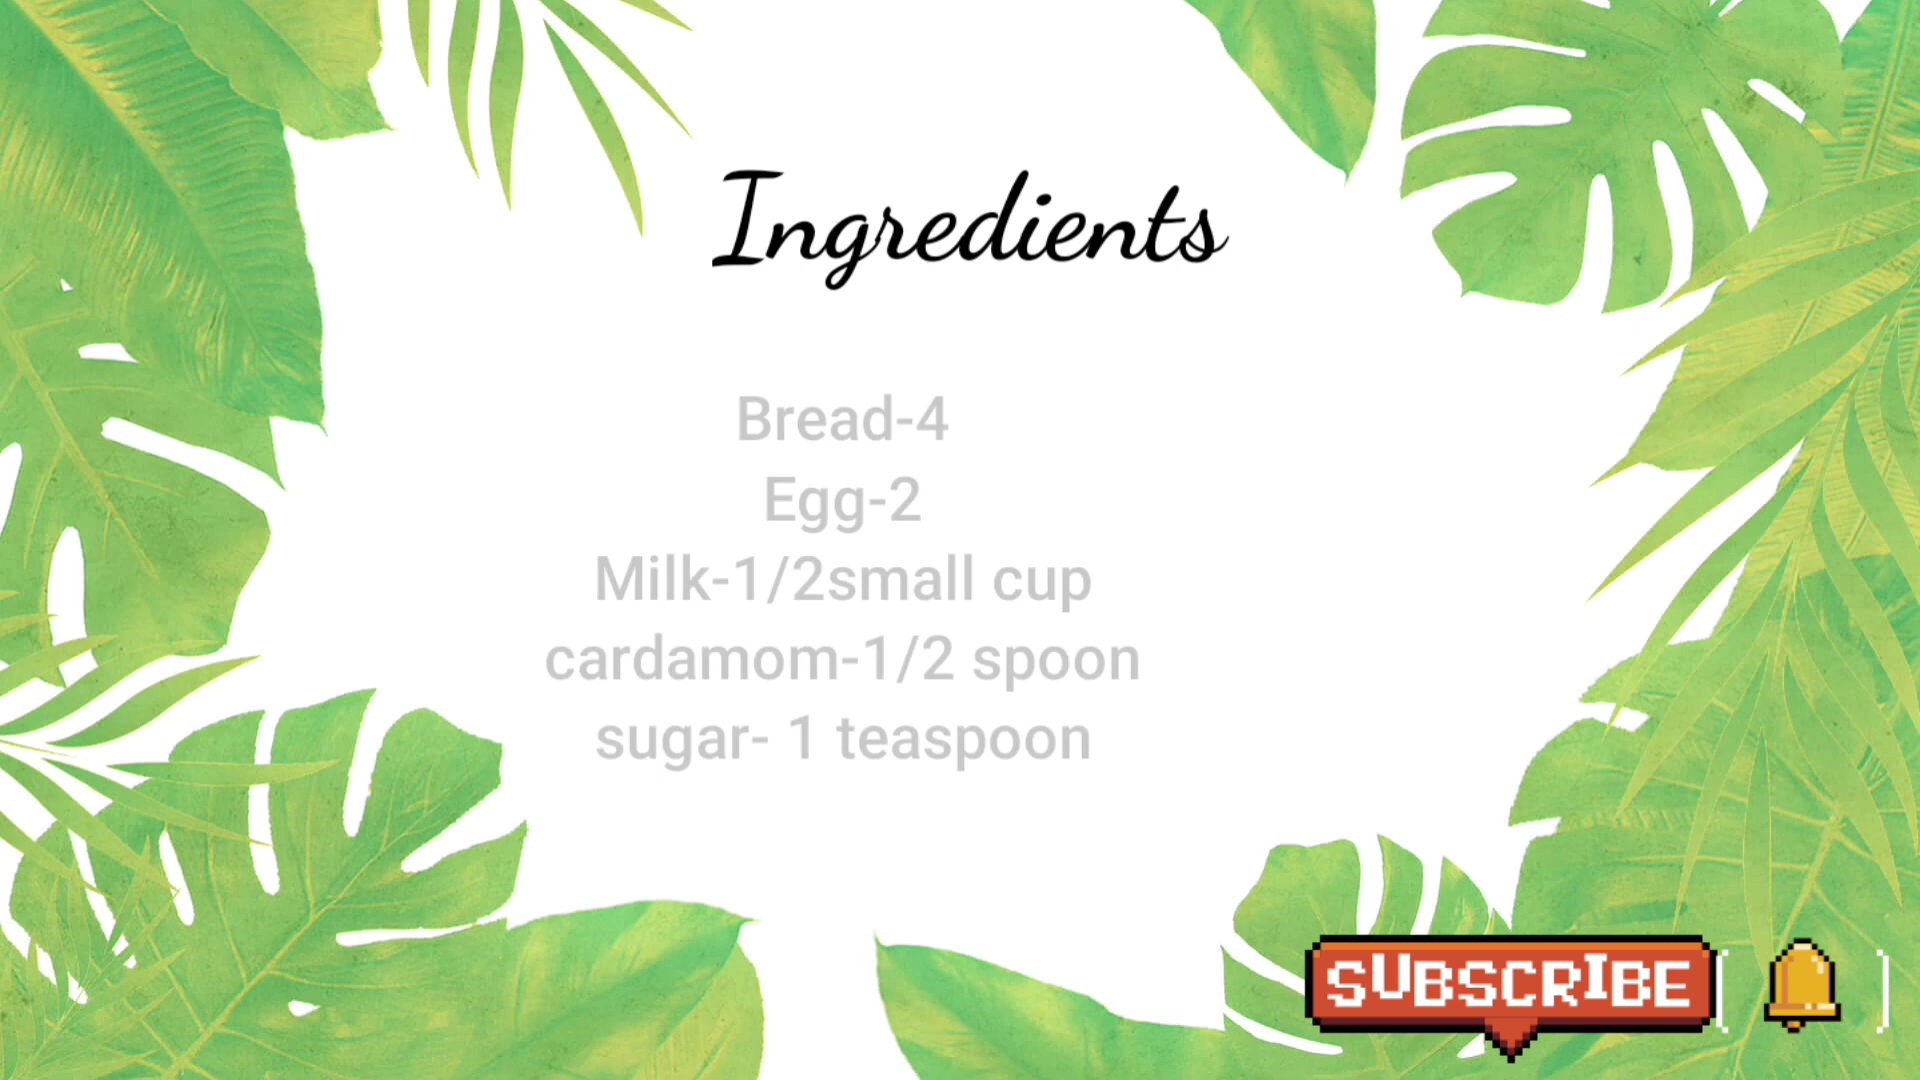 Ingredients
Bread-4
Egg-2
Milk-1/2small cup
cardamom-1/2 spoon
sugar- 1 teaspoon
SUBSCRIBE